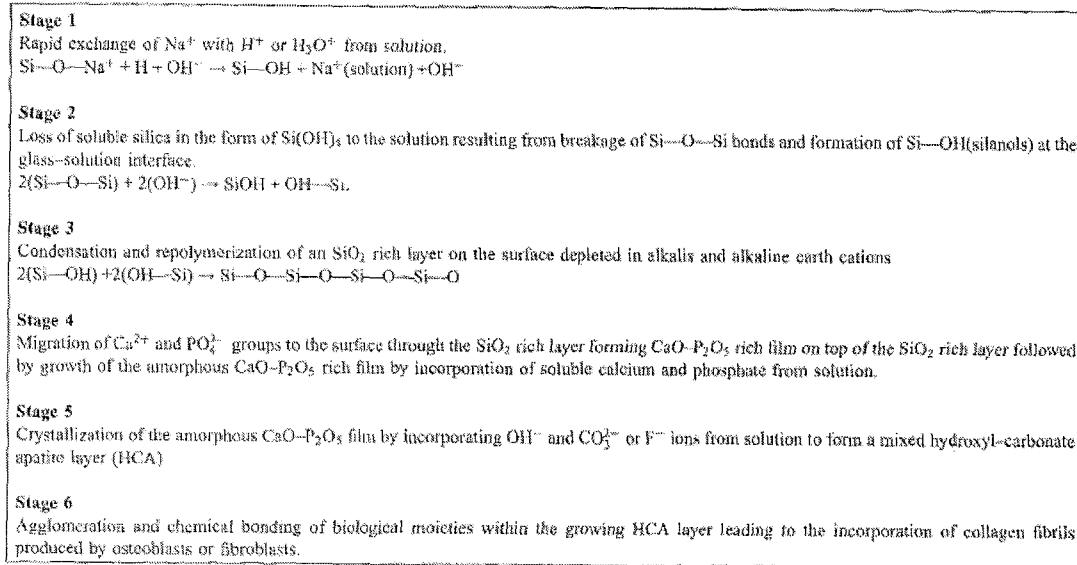 Stage 1
Rapid exchange of Na⁺ with H⁺ or H₃O⁺ from solution.
Si—O—Na⁺ + H + OH⁻ → Si—OH + Na⁺(solution) +OH⁻
Stage 2
Loss of soluble silica in the form of Si(OH)₅ to the solution resulting from breakage of Si—O—Si bonds and formation of Si—OH(silanols) at the
glass–solution interface.
2(Si—O—Si) + 2(OH⁻) → SiOH + OH—Si.
Stage 3
Condensation and repolymerization of an SiO₂ rich layer on the surface depleted in alkalis and alkaline earth cations
2(Si—OH) +2(OH—Si) → Si—O—Si—O—Si—O—Si—O
Stage 4
Migration of Ca²⁺ and PO₄³⁻ groups to the surface through the SiO₂ rich layer forming CaO–P₂O₅ rich film on top of the SiO₂ rich layer followed
by growth of the amorphous CaO–P₂O₅ rich film by incorporation of soluble calcium and phosphate from solution.
Stage 5
Crystallization of the amorphous CaO–P₂O₅ film by incorporating OH⁻ and CO₃²⁻ or F⁻ ions from solution to form a mixed hydroxyl–carbonate
apatite layer (HCA)
Stage 6
Agglomeration and chemical bonding of biological moieties within the growing HCA layer leading to the incorporation of collagen fibrils
produced by osteoblasts or fibroblasts.